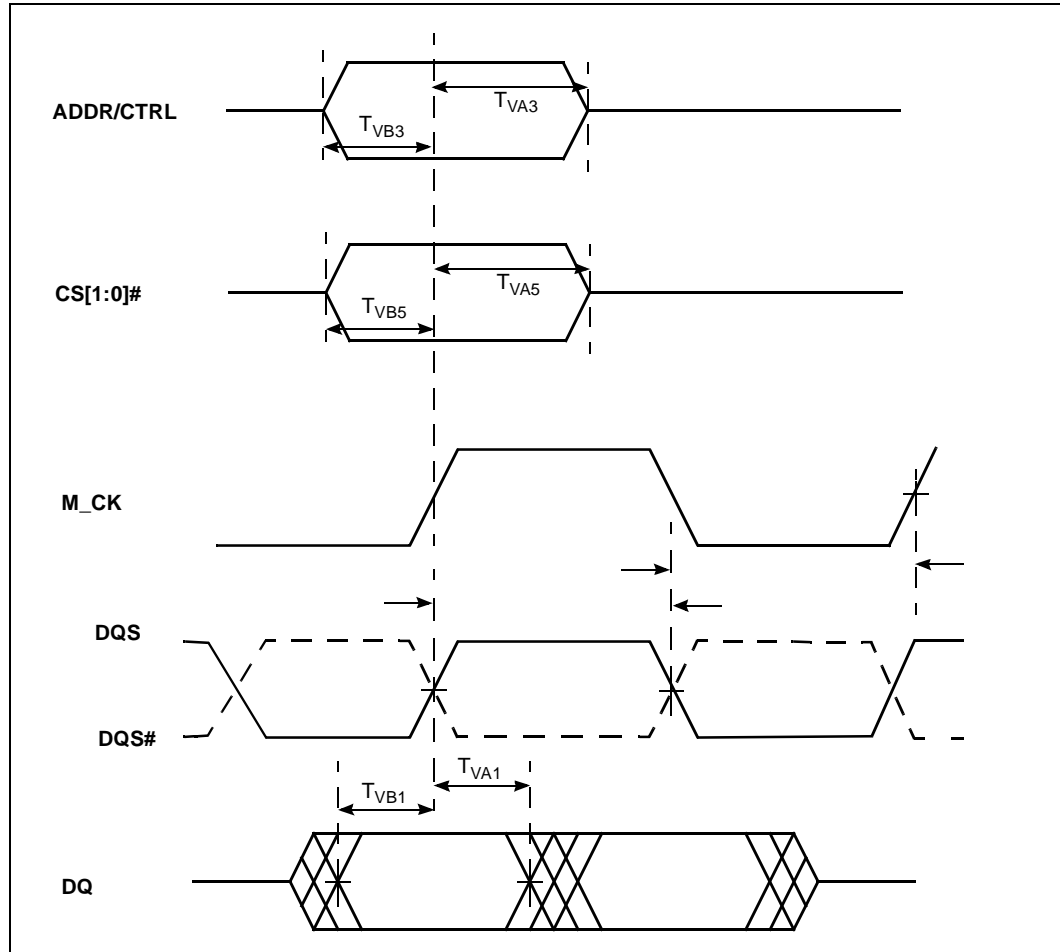 ADDR/CTRL
TVA3
TVB3
CS[1:0]#
TVA5
TVB5
M_CK
DQS
DQS#
TVA1
TVB1
DQ